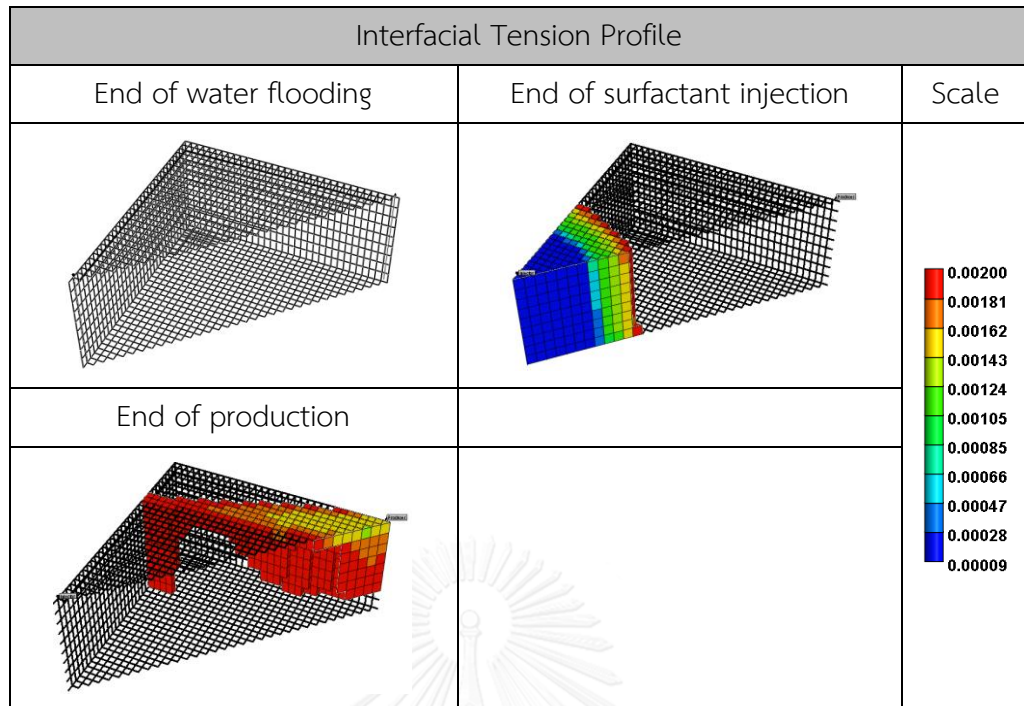 Interfacial Tension Profile
End of water flooding
End of surfactant injection
Scale
0.00200
0.00181
0.00162
0.00143
0.00124
0.00105
0.00085
0.00066
0.00047
0.00028
0.00009
End of production